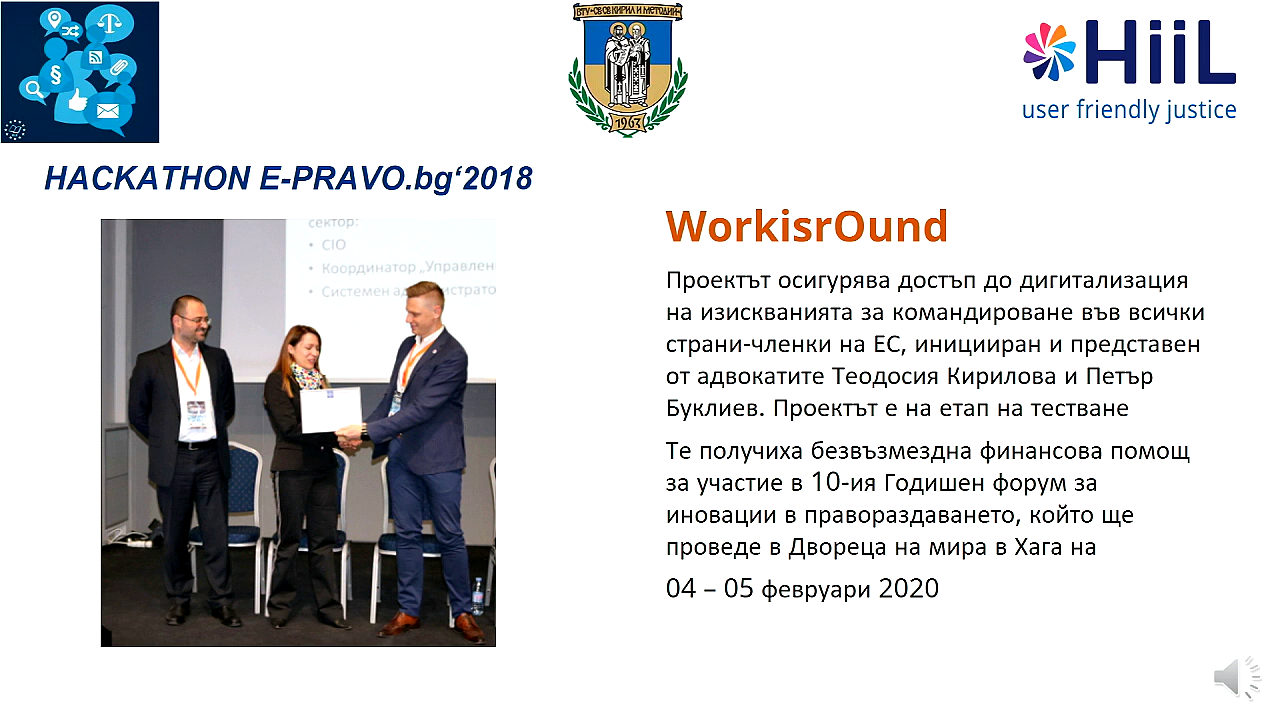 ВТУ·СВ СВ КИРИЛ И МЕТОДИЙ·
1963
HiiL
user friendly justice
§
HACKATHON E-PRAVO.bg‘2018
сектор:
• CIO
• Координатор „Управлен
• Системен администрато
WorkisrOund
Проектът осигурява достъп до дигитализация
на изискванията за командироване във всички
страни-членки на ЕС, иницииран и представен
от адвокатите Теодосия Кирилова и Петър
Буклиев. Проектът е на етап на тестване
Те получиха безвъзмездна финансова помощ
за участие в 10-ия Годишен форум за
иновации в правораздаването, който ще
проведе в Двореца на мира в Хага на
04 – 05 февруари 2020